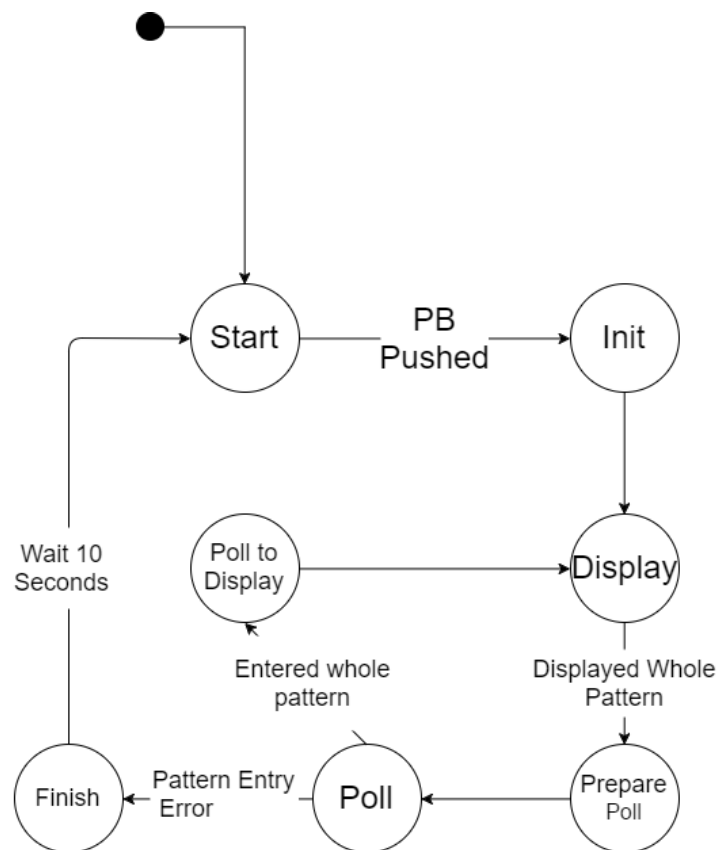 Start
PB
Pushed
Init
Poll to
Display
Display
Wait 10
Seconds
Entered whole
pattern
Displayed Whole
Pattern
Finish
Pattern Entry
Error
Poll
Prepare
Poll